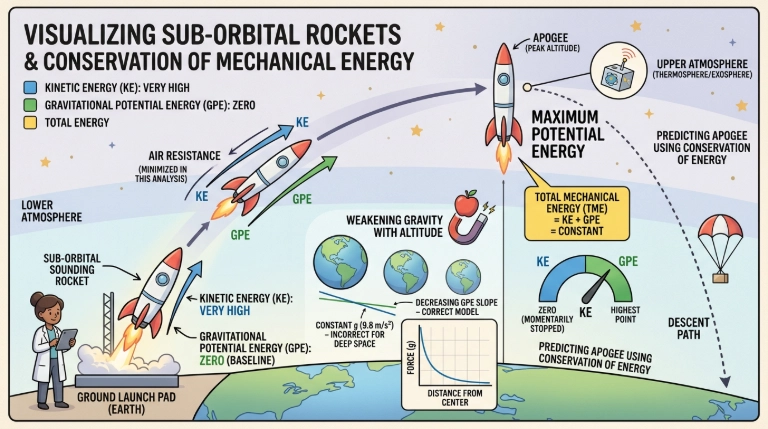 VISUALIZING SUB-ORBITAL ROCKETS
& CONSERVATION OF MECHANICAL ENERGY
KINETIC ENERGY (KE): VERY HIGH
GRAVITATIONAL POTENTIAL ENERGY (GPE): ZERO
TOTAL ENERGY
APOGEE
(PEAK ALTITUDE)
UPPER ATMOSPHERE
(THERMOSPHERE/EXOSPHERE)
MAXIMUM
POTENTIAL
ENERGY
PREDICTING APOGEE
USING CONSERVATION
OF ENERGY
KE
AIR RESISTANCE
(MINIMIZED IN
THIS ANALYSIS)
KE
GPE
GPE
LOWER
ATMOSPHERE
TOTAL MECHANICAL
ENERGY (TME)
= KE + GPE
= CONSTANT
WEAKENING GRAVITY
WITH ALTITUDE
SUB-ORBITAL
SOUNDING
ROCKET
KINETIC ENERGY (KE):
VERY HIGH
GRAVITATIONAL
POTENTIAL ENERGY (GPE):
ZERO (BASELINE)
GROUND LAUNCH PAD
(EARTH)
DECREASING GPE SLOPE
– CORRECT MODEL
CONSTANT g (9.8 m/s²)
– INCORRECT FOR
DEEP SPACE
FORCE (g)
DISTANCE FROM
CENTER
KE
GPE
ZERO
(MOMENTARILY
STOPPED)
KE
HIGHEST
POINT
DESCENT
PATH
PREDICTING APOGEE USING
CONSERVATION OF ENERGY